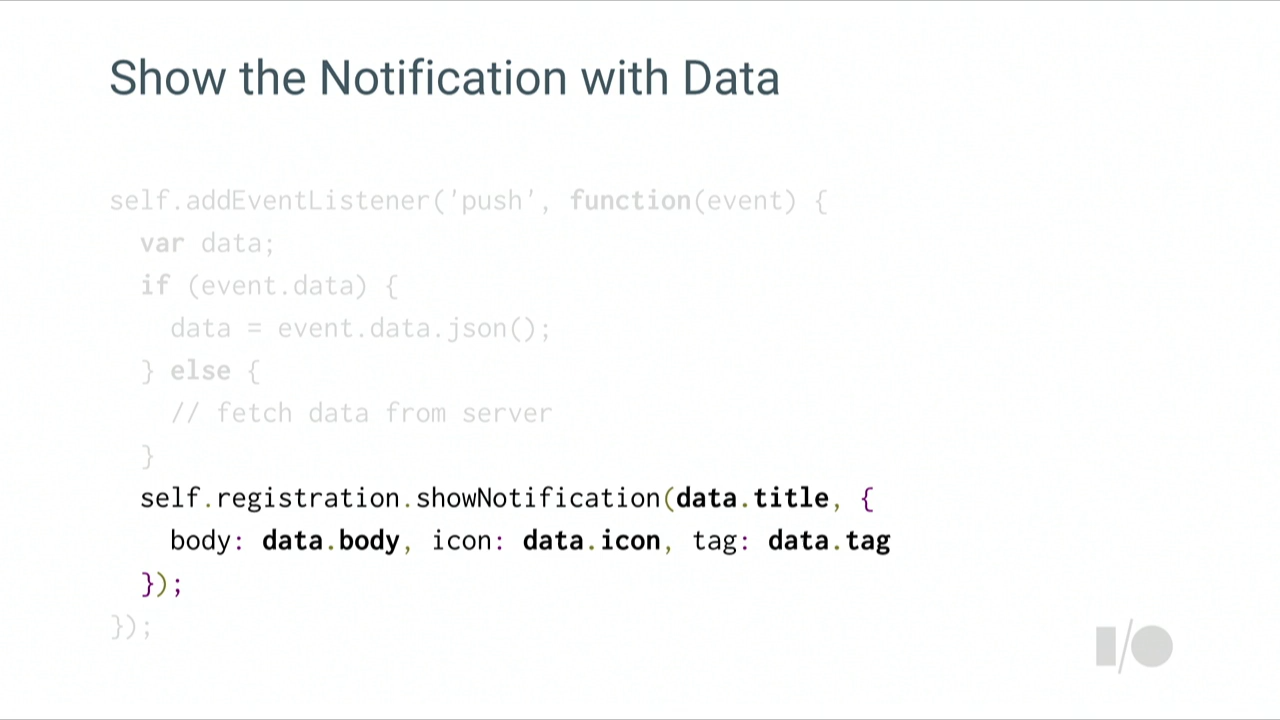 Show the Notification with Data
self.addEventListener('push', function(event) {
  var data;
  if (event.data) {
    data = event.data.json();
  } else {
    // fetch data from server
  }
  self.registration.showNotification(data.title, {
    body: data.body, icon: data.icon, tag: data.tag
  });
});
I/O